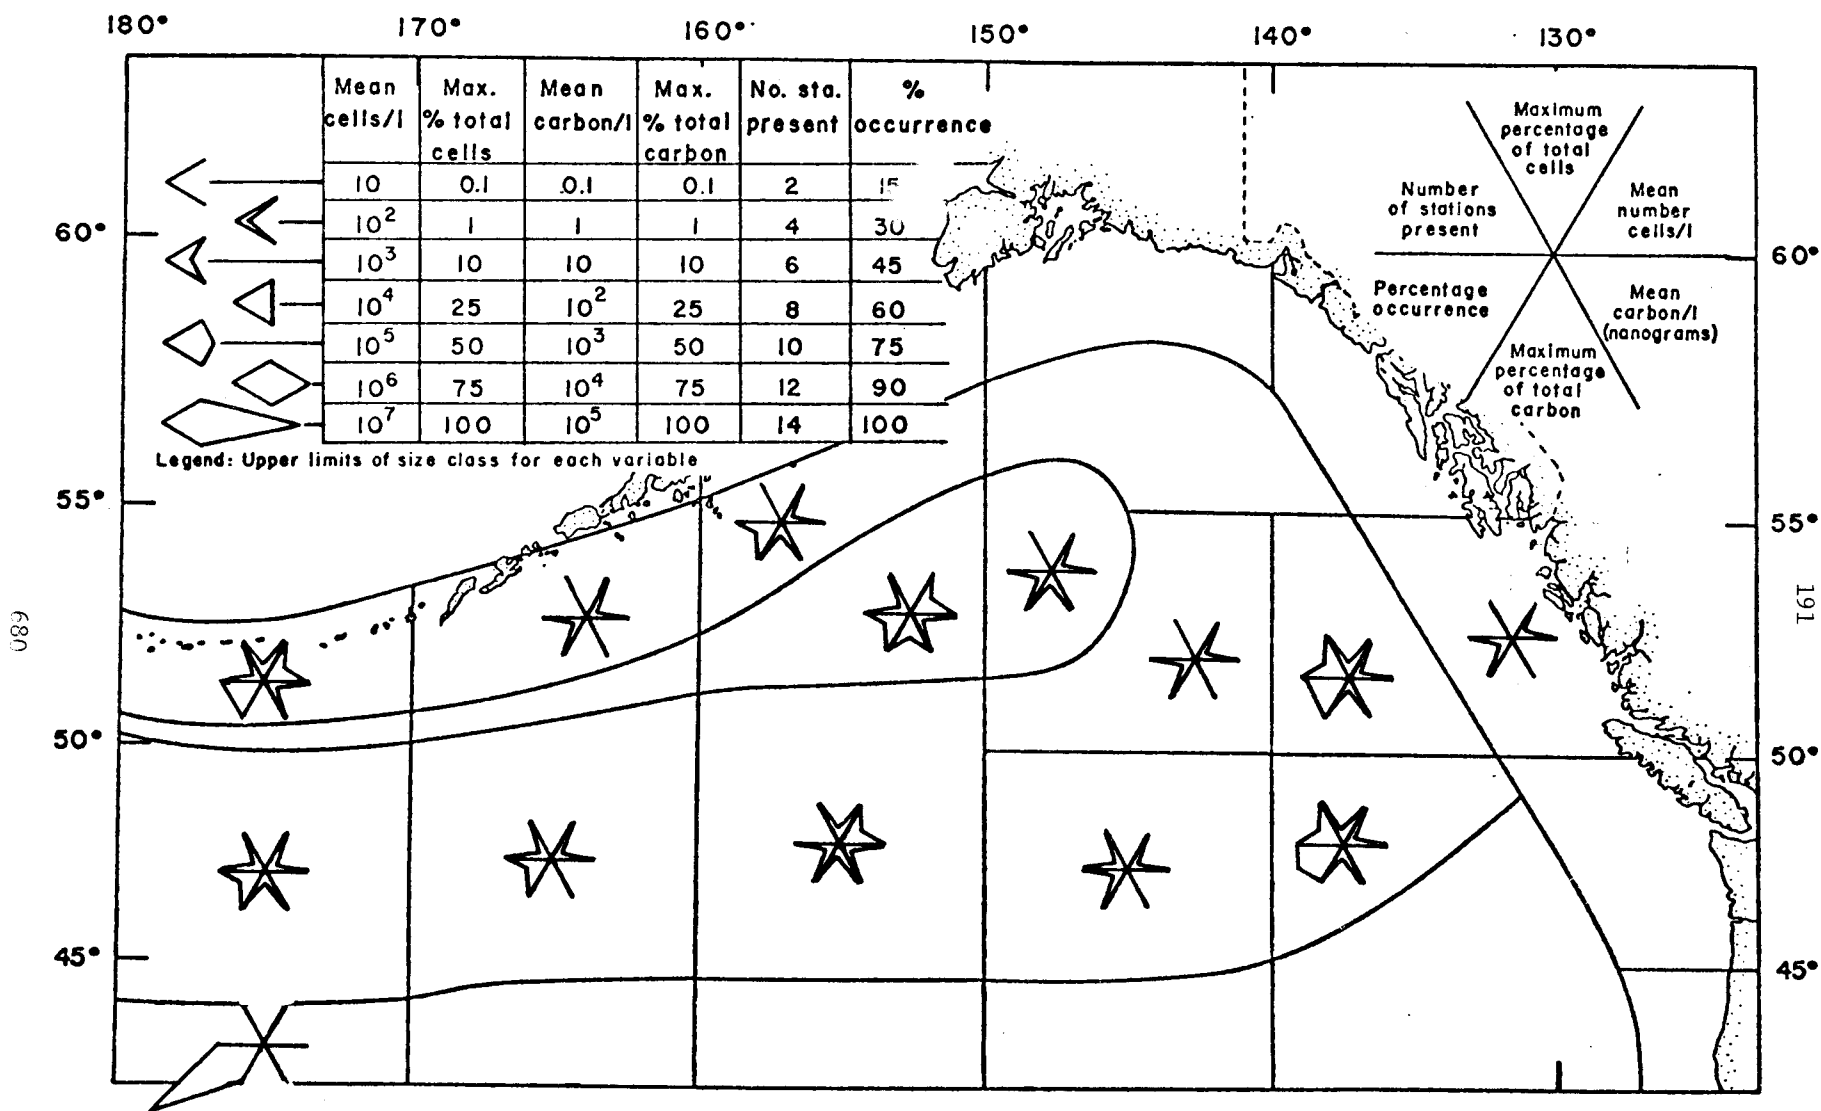 180° 170° 160° 150° 140° 130°
Mean cells/l
Max. % total cells
Mean carbon/l
Max. % total carbon
No. sta. present
% occurrence
10 0.1 0.1 0.1 2 15
10² 1 1 1 4 30
10³ 10 10 10 6 45
10⁴ 25 10² 25 8 60
10⁵ 50 10³ 50 10 75
10⁶ 75 10⁴ 75 12 90
10⁷ 100 10⁵ 100 14 100
Legend: Upper limits of size class for each variable
Maximum
percentage
of total
cells
Number
of stations
present
Mean
number
cells/l
Percentage
occurrence
Mean
carbon/l
(nanograms)
Maximum
percentage
of total
carbon
60° 60°
55° 55°
50° 50°
45° 45°
680
191